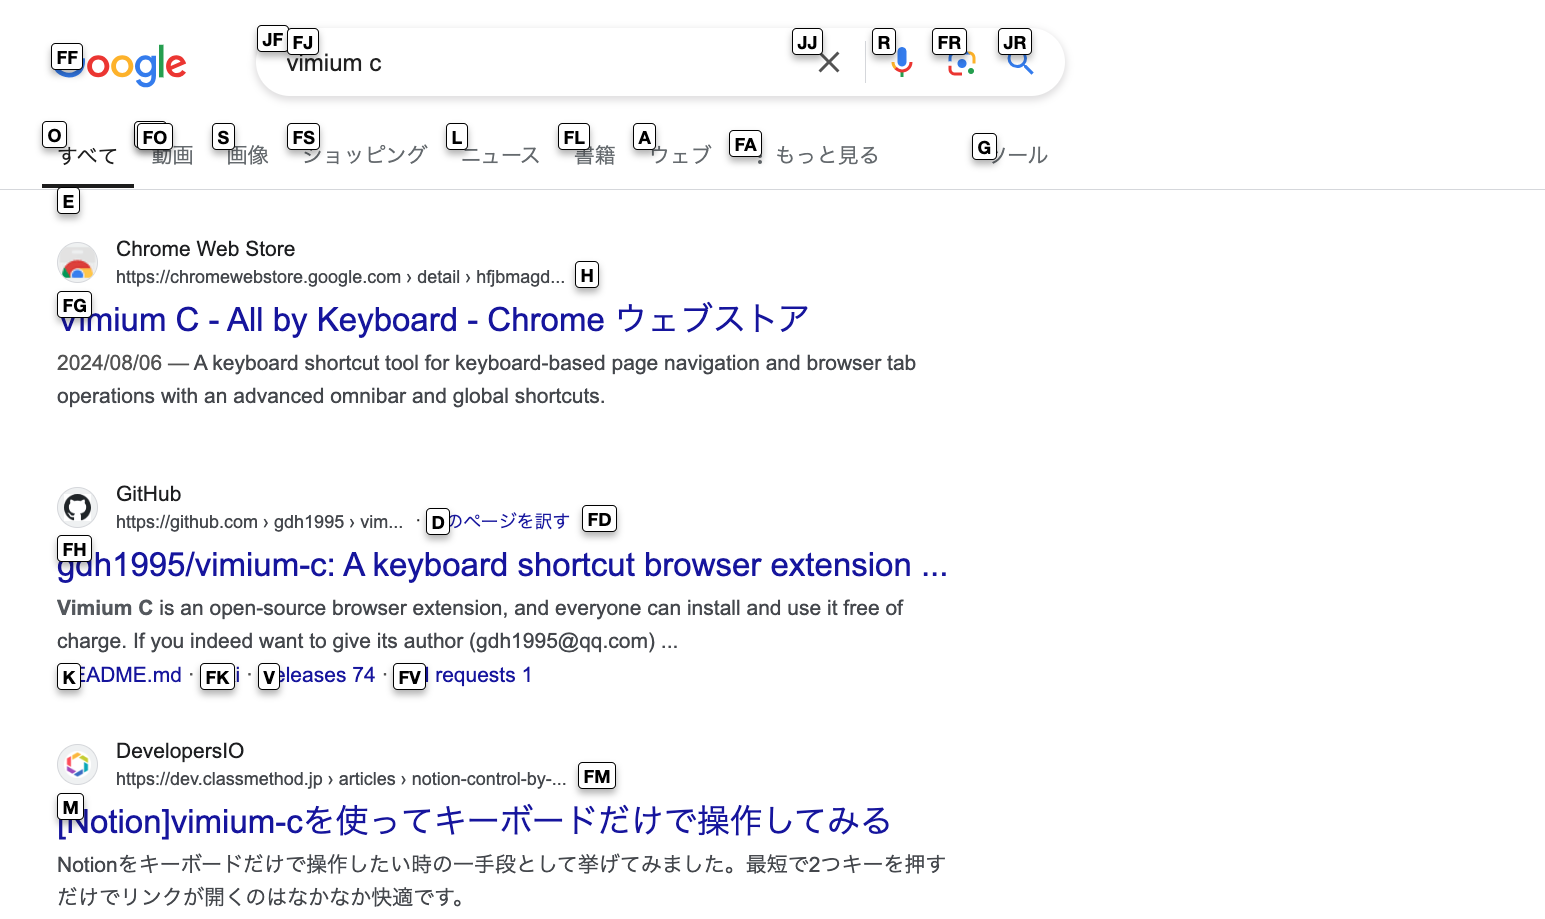 FF
Google
JF
FJ
vimium c
JJ
R
FR
JR
O
すべて
FO
動画
S
画像
FS
ショッピング
L
ニュース
FL
書籍
A
ウェブ
FA
もっと見る
G
ツール
E
Chrome Web Store
https://chromewebstore.google.com › detail › hfjbmagd...
H
FG
Vimium C - All by Keyboard - Chrome ウェブストア
2024/08/06 — A keyboard shortcut tool for keyboard-based page navigation and browser tab
operations with an advanced omnibar and global shortcuts.
GitHub
https://github.com › gdh1995 › vim... ·
D
のページを訳す
FD
FH
gdh1995/vimium-c: A keyboard shortcut browser extension ...
Vimium C is an open-source browser extension, and everyone can install and use it free of
charge. If you indeed want to give its author (gdh1995@qq.com) ...
K
EADME.md ·
FK
i ·
V
eleases 74 ·
FV
l requests 1
DevelopersIO
https://dev.classmethod.jp › articles › notion-control-by-...
FM
M
[Notion]vimium-cを使ってキーボードだけで操作してみる
Notionをキーボードだけで操作したい時の一手段として挙げてみました。最短で2つキーを押す
だけでリンクが開くのはなかなか快適です。